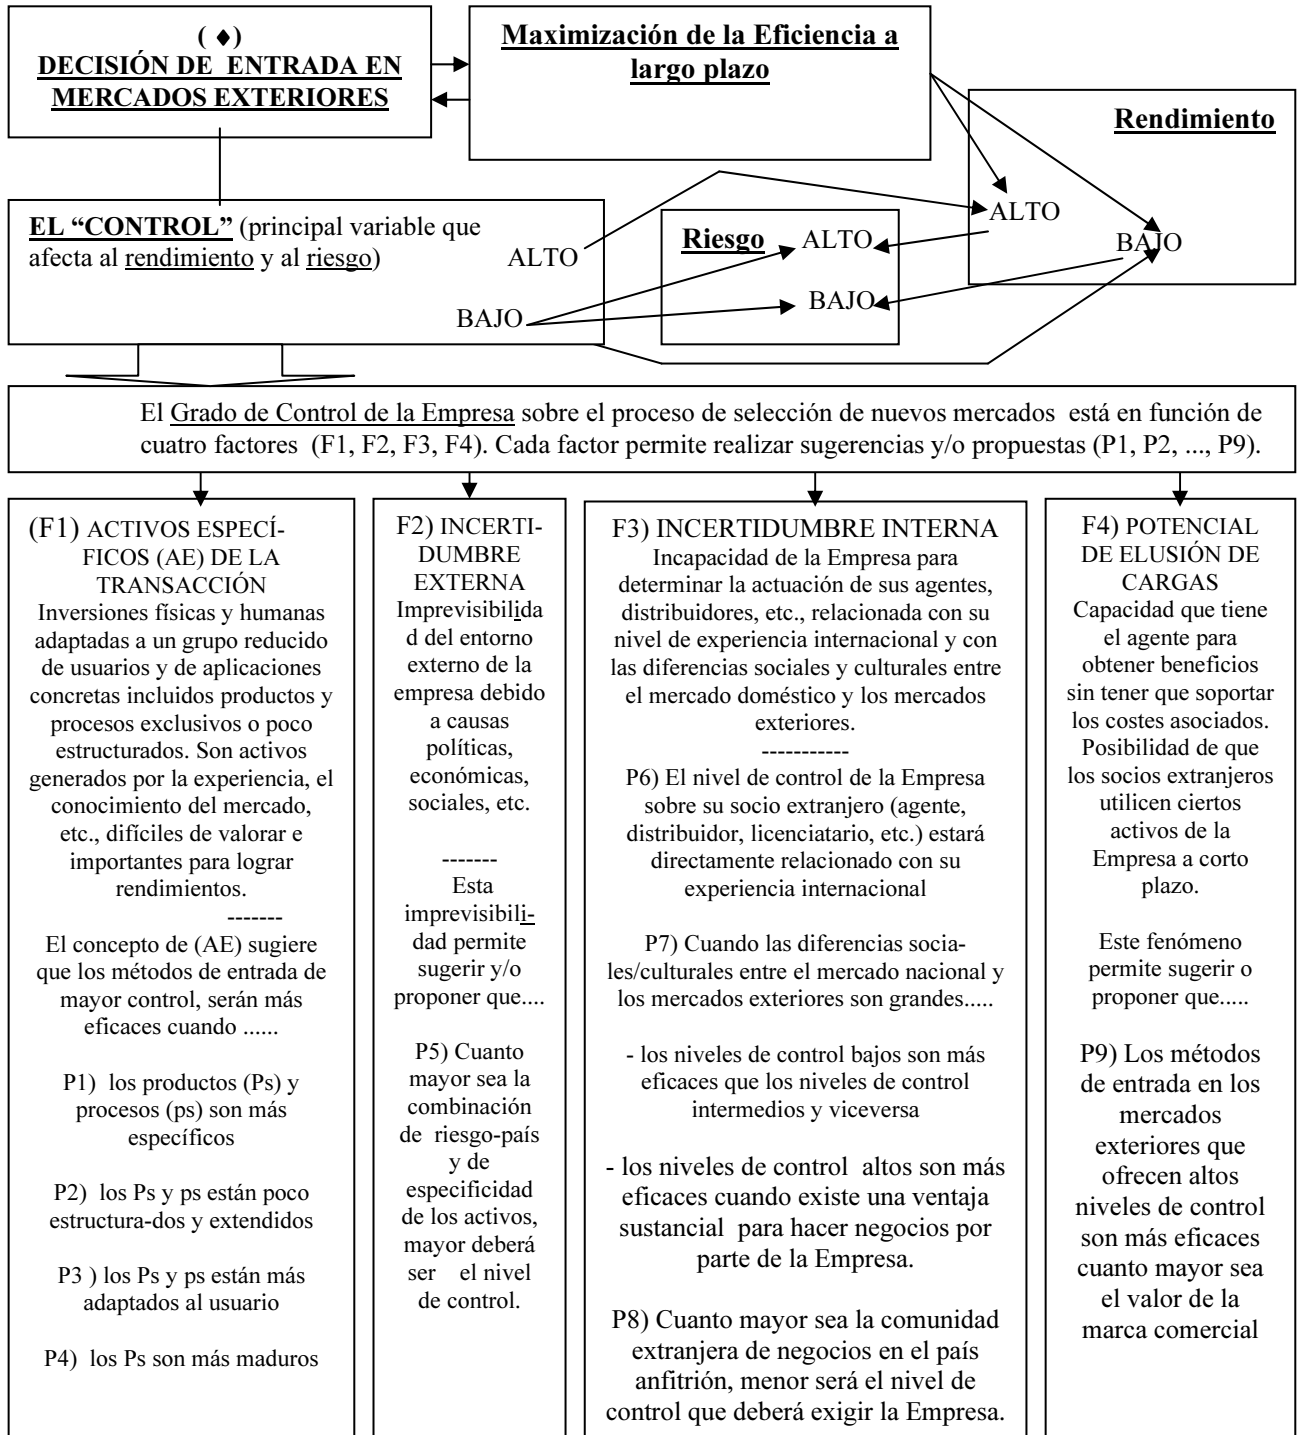 ( ♦)
DECISIÓN DE ENTRADA EN
MERCADOS EXTERIORES
Maximización de la Eficiencia a
largo plazo
Rendimiento
ALTO
BAJO
EL “CONTROL” (principal variable que
afecta al rendimiento y al riesgo)
ALTO
BAJO
Riesgo
ALTO
BAJO
El Grado de Control de la Empresa sobre el proceso de selección de nuevos mercados está en función de
cuatro factores (F1, F2, F3, F4). Cada factor permite realizar sugerencias y/o propuestas (P1, P2, ..., P9).
(F1) ACTIVOS ESPECÍ-
FICOS (AE) DE LA
TRANSACCIÓN
Inversiones físicas y humanas
adaptadas a un grupo reducido
de usuarios y de aplicaciones
concretas incluidos productos y
procesos exclusivos o poco
estructurados. Son activos
generados por la experiencia, el
conocimiento del mercado,
etc., difíciles de valorar e
importantes para lograr
rendimientos.
-------
El concepto de (AE) sugiere
que los métodos de entrada de
mayor control, serán más
eficaces cuando ......
P1) los productos (Ps) y
procesos (ps) son más
específicos
P2) los Ps y ps están poco
estructura-dos y extendidos
P3 ) los Ps y ps están más
adaptados al usuario
P4) los Ps son más maduros
F2) INCERTI-
DUMBRE
EXTERNA
Imprevisibilida
d del entorno
externo de la
empresa debido
a causas
políticas,
económicas,
sociales, etc.
-------
Esta
imprevisibili-
dad permite
sugerir y/o
proponer que....
P5) Cuanto
mayor sea la
combinación
de riesgo-país
y de
especificidad
de los activos,
mayor deberá
ser el nivel
de control.
F3) INCERTIDUMBRE INTERNA
Incapacidad de la Empresa para
determinar la actuación de sus agentes,
distribuidores, etc., relacionada con su
nivel de experiencia internacional y con
las diferencias sociales y culturales entre
el mercado doméstico y los mercados
exteriores.
-----------
P6) El nivel de control de la Empresa
sobre su socio extranjero (agente,
distribuidor, licenciatario, etc.) estará
directamente relacionado con su
experiencia internacional
P7) Cuando las diferencias socia-
les/culturales entre el mercado nacional y
los mercados exteriores son grandes.....
- los niveles de control bajos son más
eficaces que los niveles de control
intermedios y viceversa
- los niveles de control altos son más
eficaces cuando existe una ventaja
sustancial para hacer negocios por
parte de la Empresa.
P8) Cuanto mayor sea la comunidad
extranjera de negocios en el país
anfitrión, menor será el nivel de
control que deberá exigir la Empresa.
F4) POTENCIAL
DE ELUSIÓN DE
CARGAS
Capacidad que tiene
el agente para
obtener beneficios
sin tener que soportar
los costes asociados.
Posibilidad de que
los socios extranjeros
utilicen ciertos
activos de la
Empresa a corto
plazo.
Este fenómeno
permite sugerir o
proponer que.....
P9) Los métodos
de entrada en los
mercados
exteriores que
ofrecen altos
niveles de control
son más eficaces
cuanto mayor sea
el valor de la
marca comercial